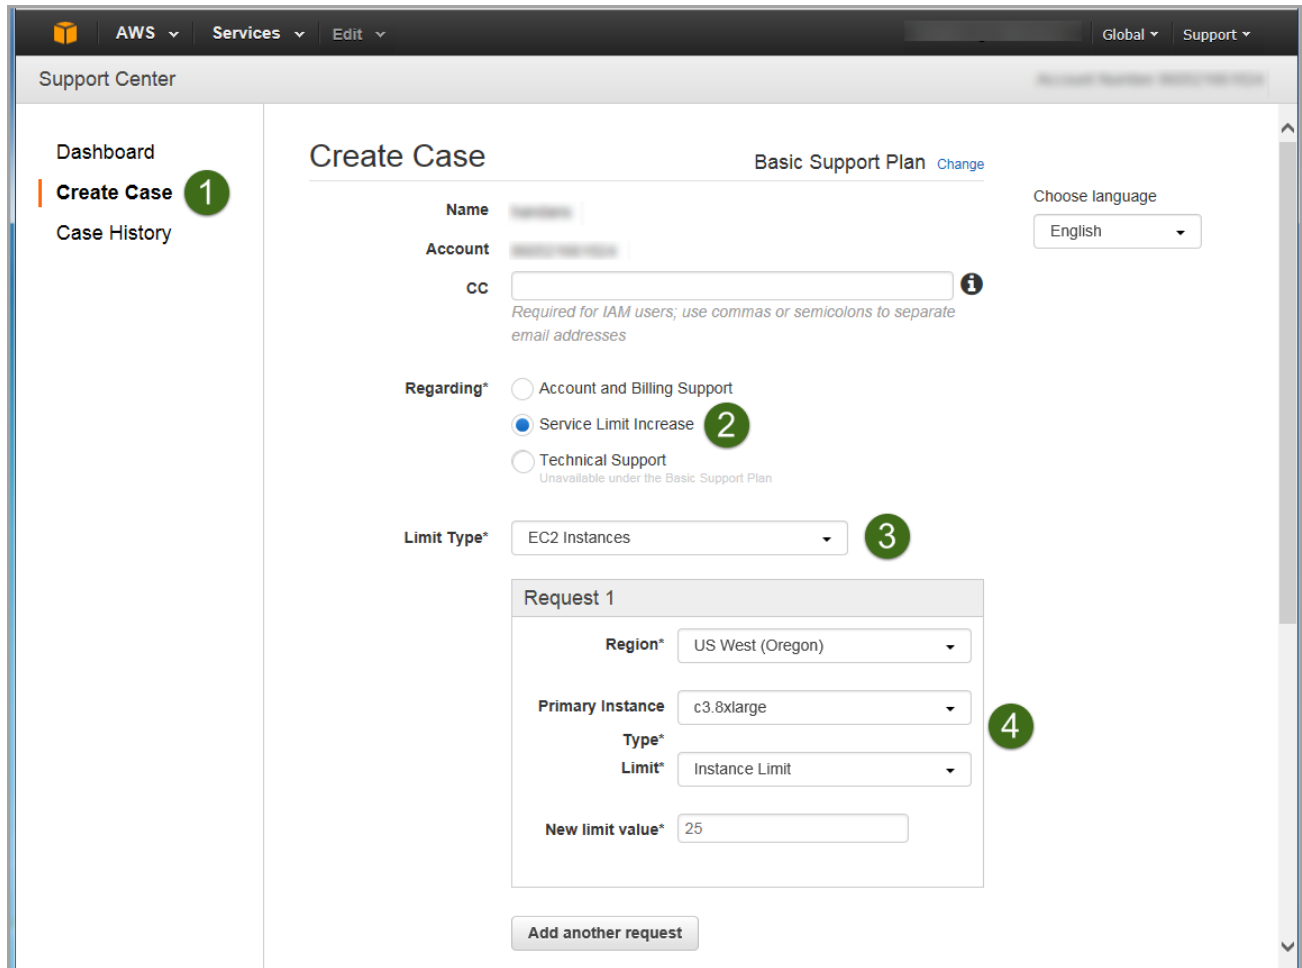 AWS Services Edit Global Support
Support Center
Dashboard
Create Case 1
Case History
Create Case
Basic Support Plan Change
Choose language
English
Name
Account
CC
Required for IAM users; use commas or semicolons to separate
email addresses
Regarding* Account and Billing Support
Service Limit Increase 2
Technical Support
Unavailable under the Basic Support Plan
Limit Type* EC2 Instances 3
Request 1
Region* US West (Oregon)
Primary Instance c3.8xlarge
Type*
4
Limit* Instance Limit
New limit value* 25
Add another request